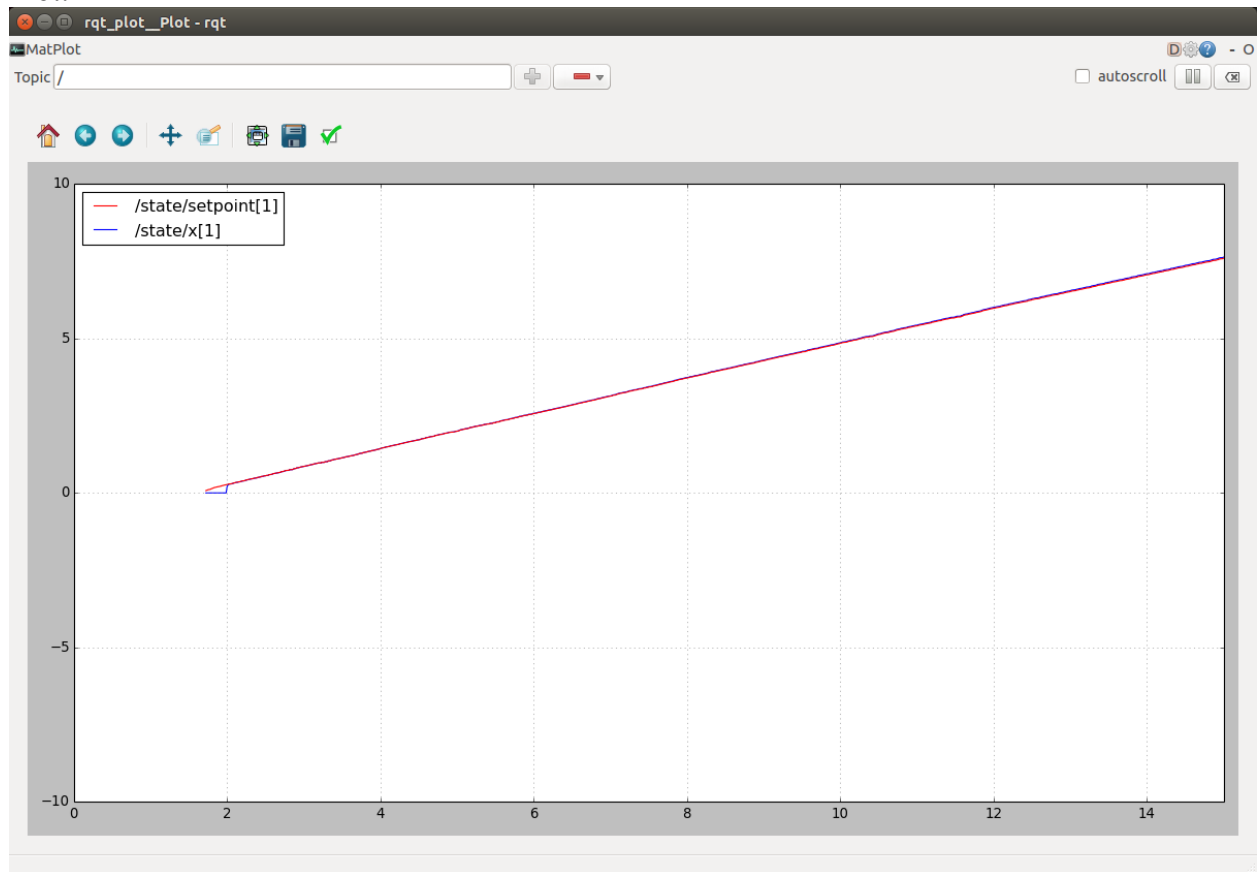 rqt_plot__Plot - rqt
MatPlot
D ? - O
Topic /
autoscroll
10
/state/setpoint[1]
/state/x[1]
5
0
−5
−10
0 2 4 6 8 10 12 14